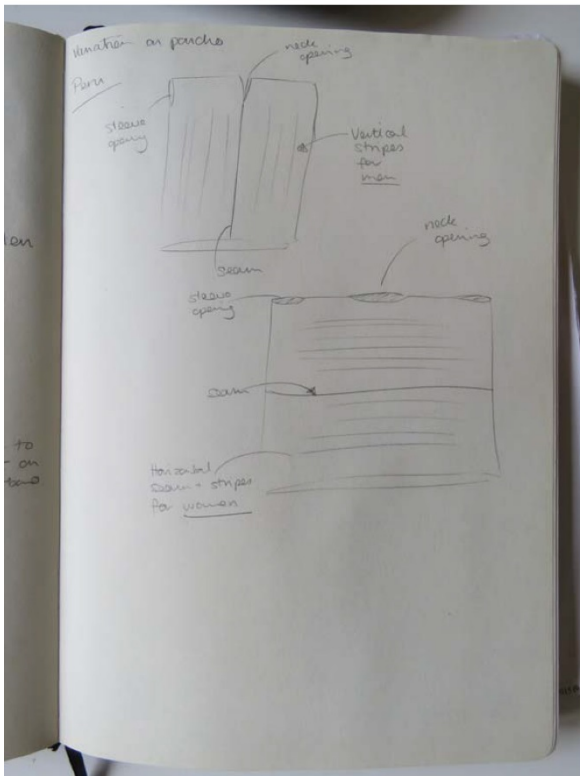 Variation on poncho
Peru
neck
opening
sleeve
opening
Vertical
stripes
for
men
seam
neck
opening
sleeve
opening
seam
Horizontal
seam + stripes
for women
to
on